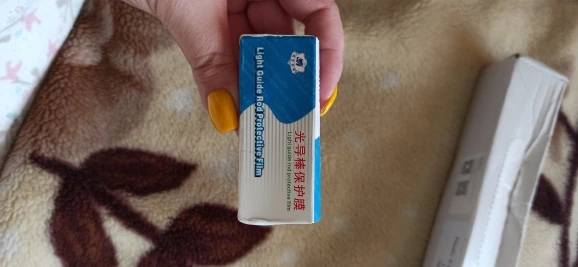 Light Guide Rod Protective Film
光导棒保护膜
Light guide rod protective film